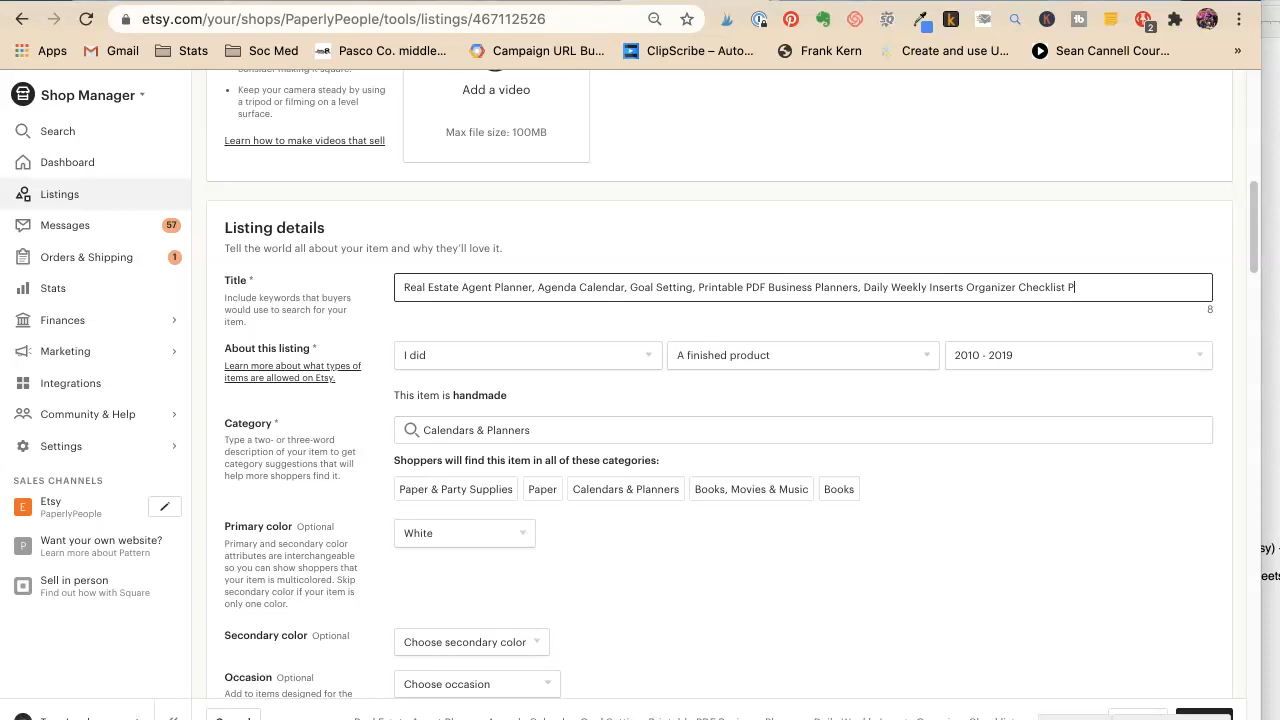 etsy.com/your/shops/PaperlyPeople/tools/listings/467112526
2
Apps
Gmail
Stats
Soc Med
Pasco Co. middle...
Campaign URL Bu...
ClipScribe – Auto...
Frank Kern
Create and use U...
Sean Cannell Cour...
»
Shop Manager
Search
Dashboard
Listings
Messages
57
Orders & Shipping
1
Stats
Finances
Marketing
Integrations
Community & Help
Settings
SALES CHANNELS
E
Etsy
PaperlyPeople
P
Want your own website?
Learn more about Pattern
Sell in person
Find out how with Square
consider making it square.
Keep your camera steady by using
a tripod or filming on a level
surface.
Learn how to make videos that sell
Add a video
Max file size: 100MB
Listing details
Tell the world all about your item and why they'll love it.
Title *
Include keywords that buyers
would use to search for your
item.
Real Estate Agent Planner, Agenda Calendar, Goal Setting, Printable PDF Business Planners, Daily Weekly Inserts Organizer Checklist P
8
About this listing *
Learn more about what types of
items are allowed on Etsy.
I did
A finished product
2010 - 2019
This item is handmade
Category *
Type a two- or three-word
description of your item to get
category suggestions that will
help more shoppers find it.
Calendars & Planners
Shoppers will find this item in all of these categories:
Paper & Party Supplies
Paper
Calendars & Planners
Books, Movies & Music
Books
Primary color Optional
Primary and secondary color
attributes are interchangeable
so you can show shoppers that
your item is multicolored. Skip
secondary color if your item is
only one color.
White
Secondary color Optional
Choose secondary color
Occasion Optional
Add to items designed for the
Choose occasion
sy) -
eets